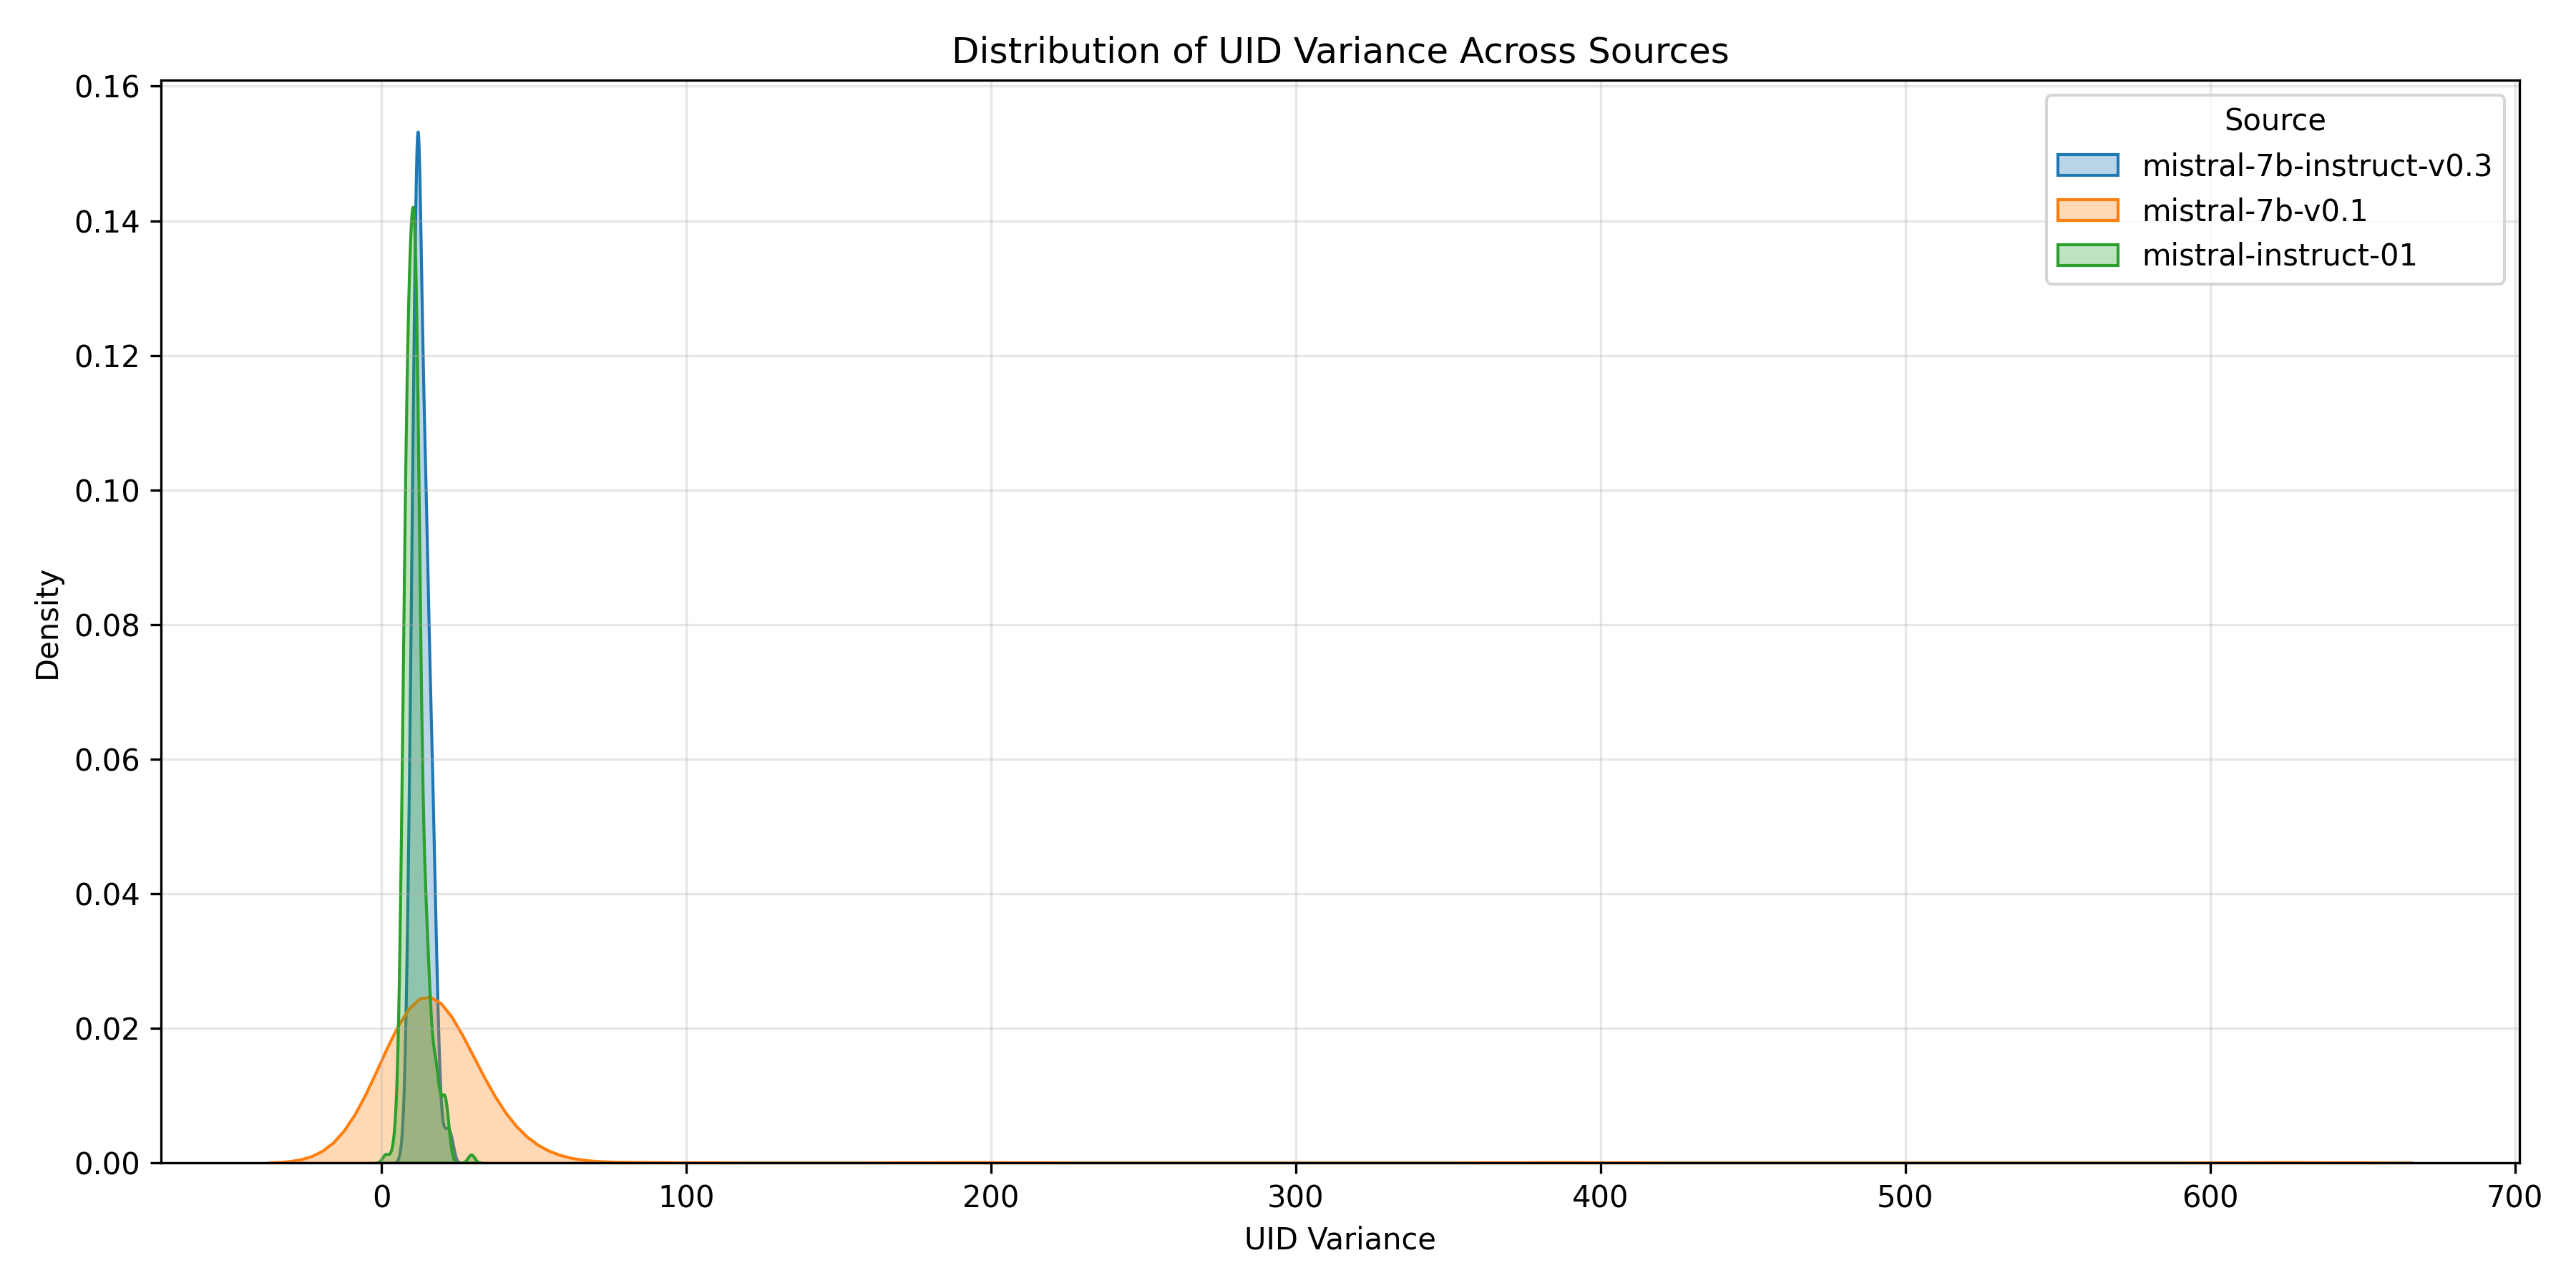 Distribution of UID Variance Across Sources
0.16
0.14
0.12
0.10
0.08
0.06
0.04
0.02
0.00
Density
Source
mistral-7b-instruct-v0.3
mistral-7b-v0.1
mistral-instruct-01
0 100 200 300 400 500 600 700
UID Variance